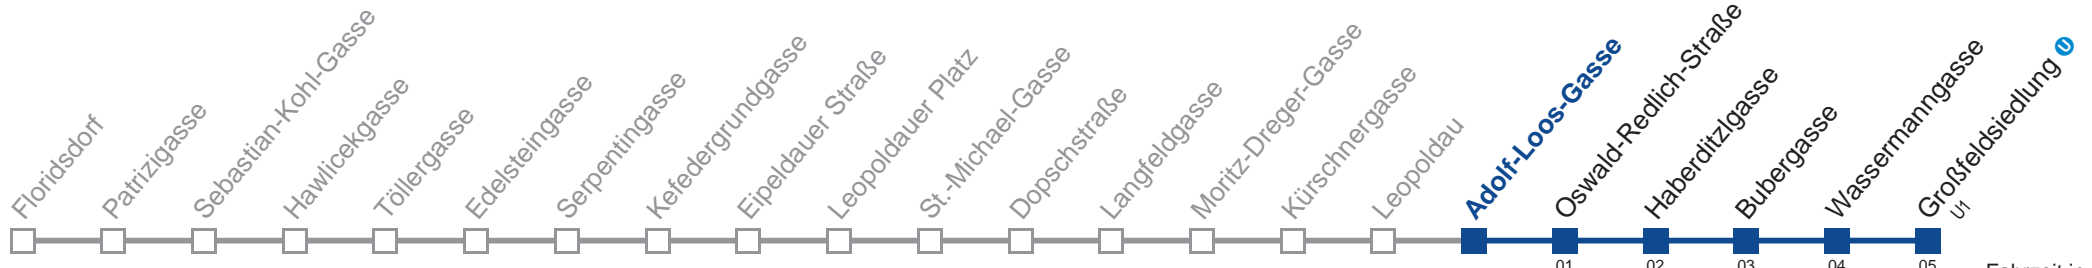 Floridsdorf
Patrizigasse
Sebastian-Kohl-Gasse
Hawlicekgasse
Töllergasse
Edelsteingasse
Serpentingasse
Kefedergrundgasse
Eipeldauer Straße
Leopoldauer Platz
St.-Michael-Gasse
Dopschstraße
Langfeldgasse
Moritz-Dreger-Gasse
Kürschnergasse
Leopoldau
Adolf-Loos-Gasse
Oswald-Redlich-Straße
Haberditzlgasse
Bubergasse
Wassermanngasse
Großfeldsiedlung U
U1
01 02 03 04 05